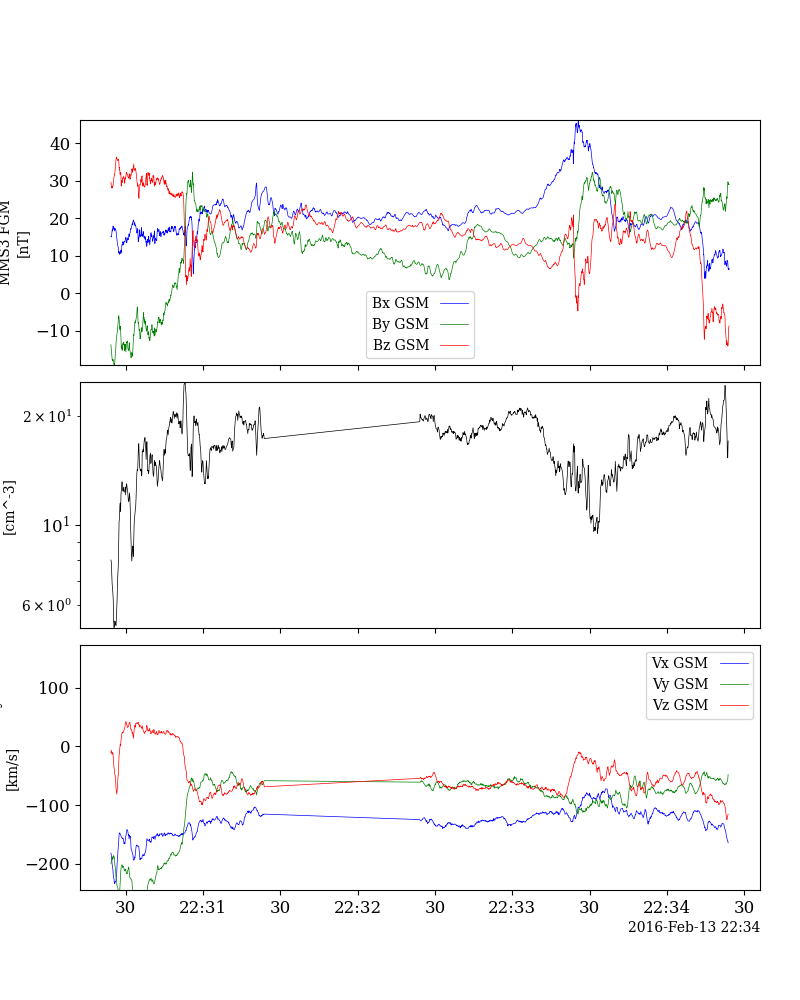 40
30
20
10
0
−10
MMS3 FGM
[nT]
Bx GSM
By GSM
Bz GSM
2×10¹
10¹
6×10⁰
[cm^-3]
100
0
−100
−200
[km/s]
Vx GSM
Vy GSM
Vz GSM
30 22:31 30 22:32 30 22:33 30 22:34 30
2016-Feb-13 22:34